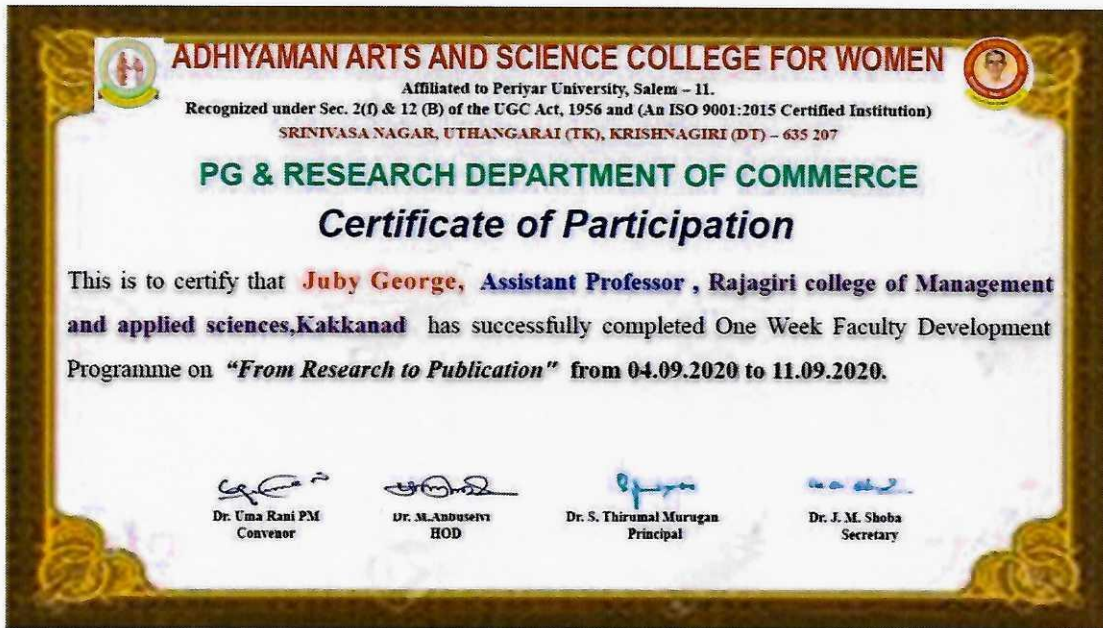 ADHIYAMAN ARTS AND SCIENCE COLLEGE FOR WOMEN
Affiliated to Periyar University, Salem – 11.
Recognized under Sec. 2(f) & 12 (B) of the UGC Act, 1956 and (An ISO 9001:2015 Certified Institution)
SRINIVASA NAGAR, UTHANGARAI (TK), KRISHNAGIRI (DT) – 635 207
PG & RESEARCH DEPARTMENT OF COMMERCE
Certificate of Participation
This is to certify that Juby George, Assistant Professor , Rajagiri college of Management
and applied sciences,Kakkanad has successfully completed One Week Faculty Development
Programme on “From Research to Publication" from 04.09.2020 to 11.09.2020.
Dr. Uma Rani PM
Convenor
Dr. M.Anbuselvi
HOD
Dr. S. Thirumal Murugan
Principal
Dr. J. M. Shoba
Secretary